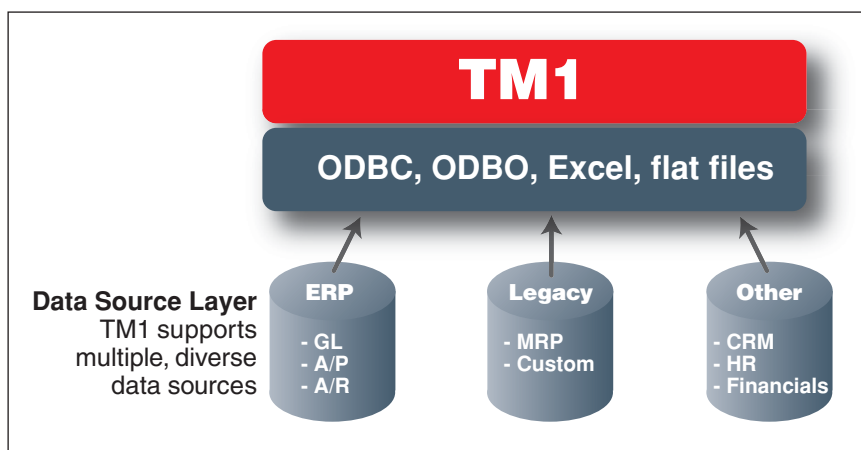 TM1
ODBC, ODBO, Excel, flat files
Data Source Layer
TM1 supports
multiple, diverse
data sources
ERP
- GL
- A/P
- A/R
Legacy
- MRP
- Custom
Other
- CRM
- HR
- Financials